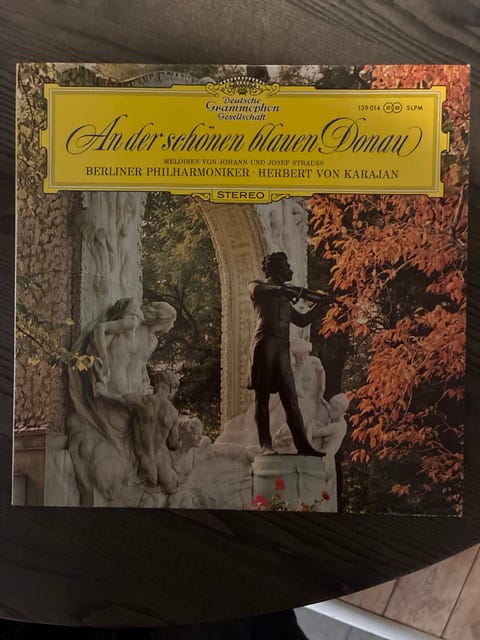 Deutsche
Grammophon
Gesellschaft
139 014 SLPM
An der schönen blauen Donau
MELODIEN VON JOHANN UND JOSEF STRAUSS
BERLINER PHILHARMONIKER · HERBERT VON KARAJAN
STEREO